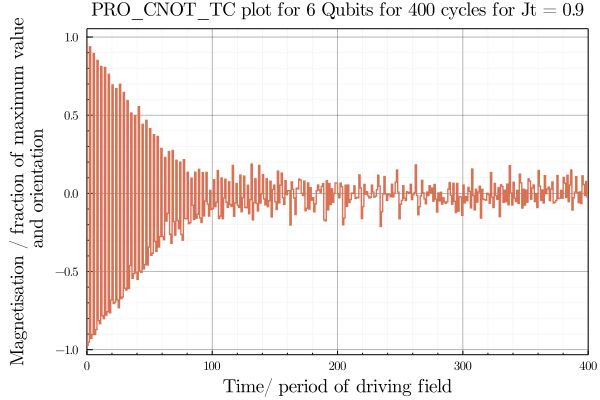 PRO_CNOT_TC plot for 6 Qubits for 400 cycles for Jt = 0.9
Magnetisation / fraction of maximum value
and orientation
1.0
0.5
0.0
−0.5
−1.0
0
100
200
300
400
Time/ period of driving field